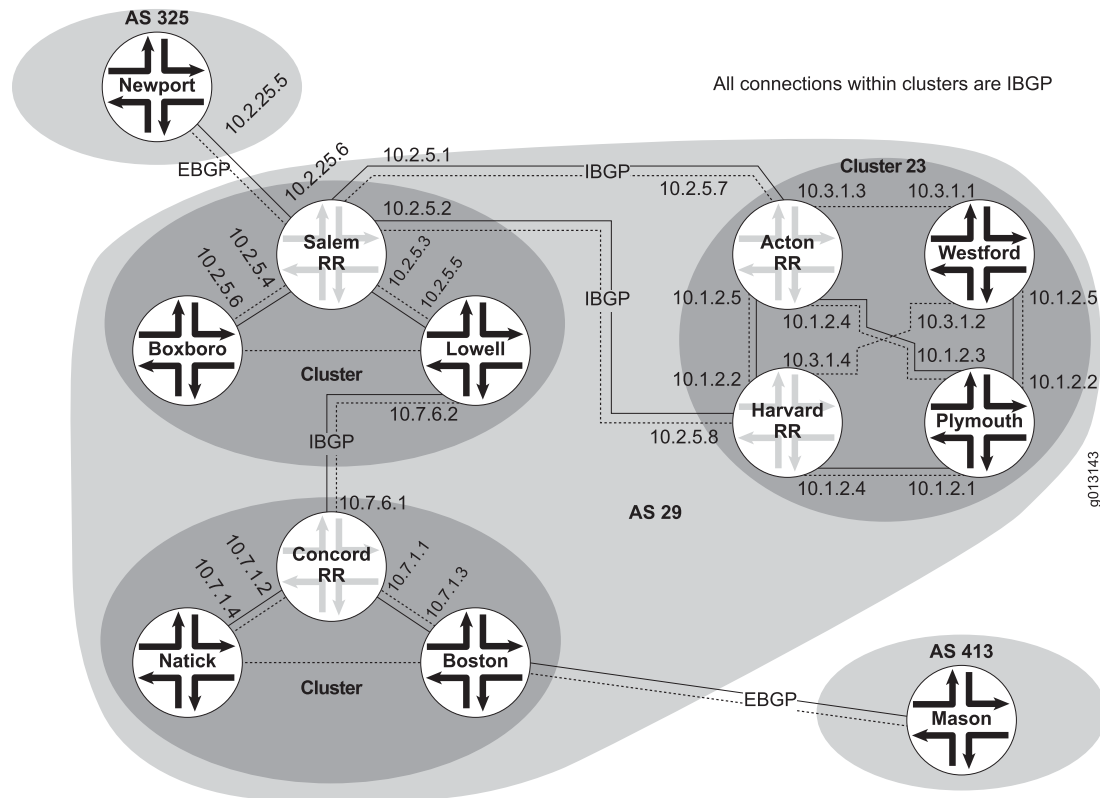 AS 325
Newport
10.2.25.5
All connections within clusters are IBGP
EBGP
10.2.25.6
10.2.5.1
IBGP
10.2.5.7
Cluster 23
10.3.1.3
10.3.1.1
10.2.5.2
Salem
RR
Acton
RR
Westford
10.2.5.4
10.2.5.6
10.2.5.3
10.2.5.5
IBGP
10.1.2.5
10.1.2.4
10.3.1.2
10.1.2.5
Boxboro
Lowell
10.3.1.4
10.1.2.3
Cluster
10.1.2.2
10.1.2.2
10.7.6.2
Harvard
RR
Plymouth
IBGP
10.2.5.8
10.1.2.4
10.1.2.1
g013143
10.7.6.1
AS 29
Concord
RR
10.7.1.2
10.7.1.4
10.7.1.1
10.7.1.3
Natick
Boston
Cluster
AS 413
EBGP
Mason